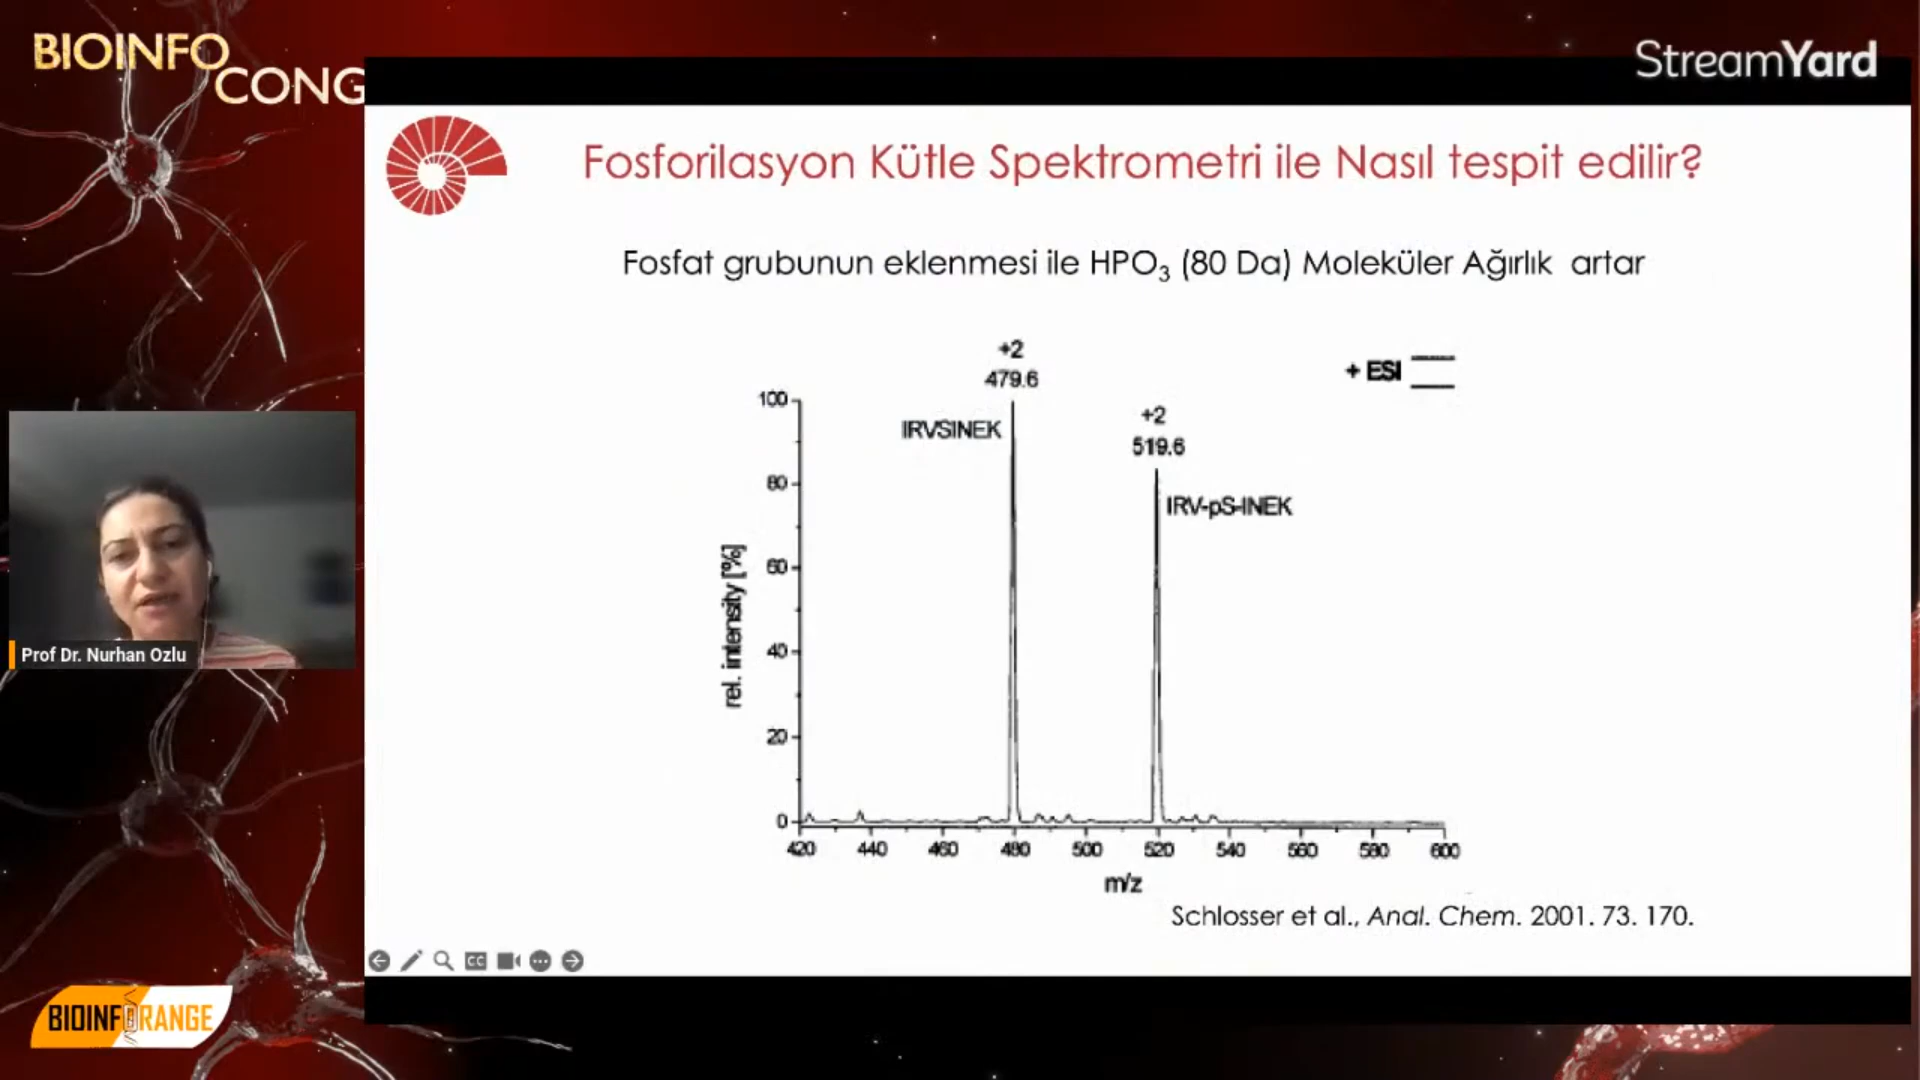 BIOINFO
CONG
StreamYard
Fosforilasyon Kütle Spektrometri ile Nasıl tespit edilir?
Fosfat grubunun eklenmesi ile HPO₃ (80 Da) Moleküler Ağırlık artar
+2
479.6
+ ESI
+2
519.6
IRVSINEK
IRV-pS-INEK
100
80
60
40
20
0
rel. intensity [%]
420 440 460 480 500 520 540 560 580 600
m/z
Schlosser et al., Anal. Chem. 2001. 73. 170.
Prof Dr. Nurhan Ozlu
CC
BIOINFORANGE